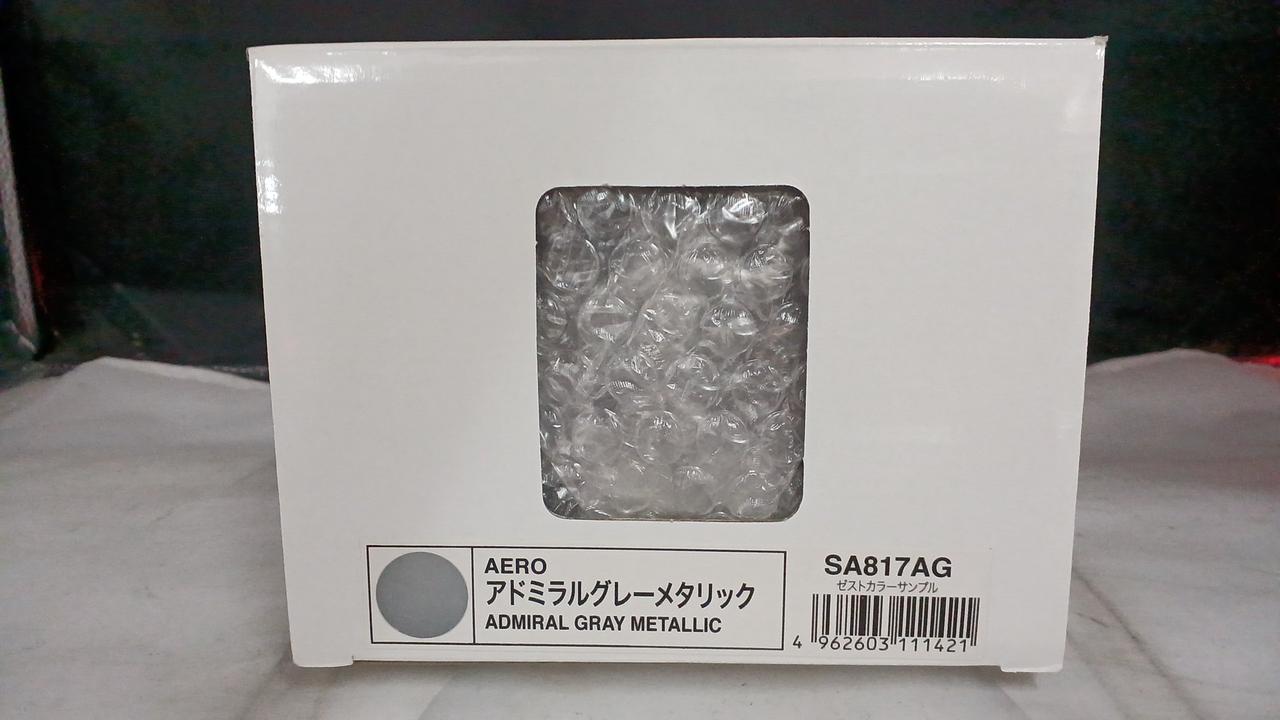 AERO
アドミラルグレーメタリック
ADMIRAL GRAY METALLIC
SA817AG
ゼストカラーサンプル
4 962603 111421